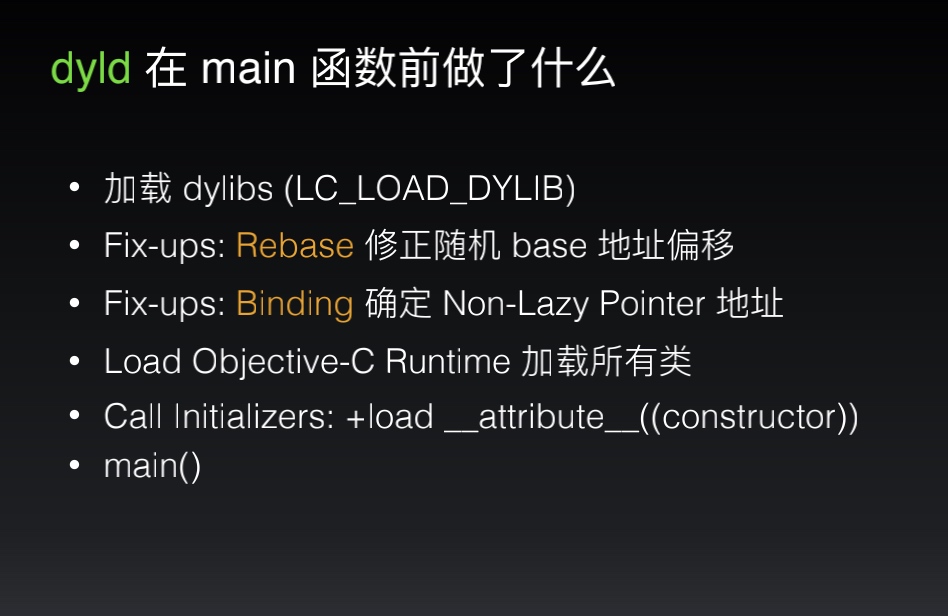 dyld 在 main 函数前做了什么
• 加载 dylibs (LC_LOAD_DYLIB)
• Fix-ups: Rebase 修正随机 base 地址偏移
• Fix-ups: Binding 确定 Non-Lazy Pointer 地址
• Load Objective-C Runtime 加载所有类
• Call Initializers: +load __attribute__((constructor))
• main()